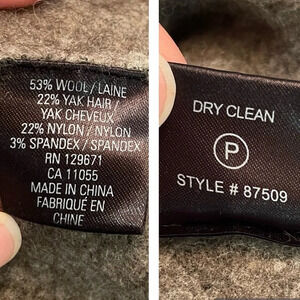 53% WOOL/LAINE
22% YAK HAIR/
YAK CHEVEUX
22% NYLON/NYLON
3% SPANDEX/SPANDEX
RN 129671
CA 11055
MADE IN CHINA
FABRIQUÉ EN
CHINE
DRY CLEAN
P
STYLE # 87509